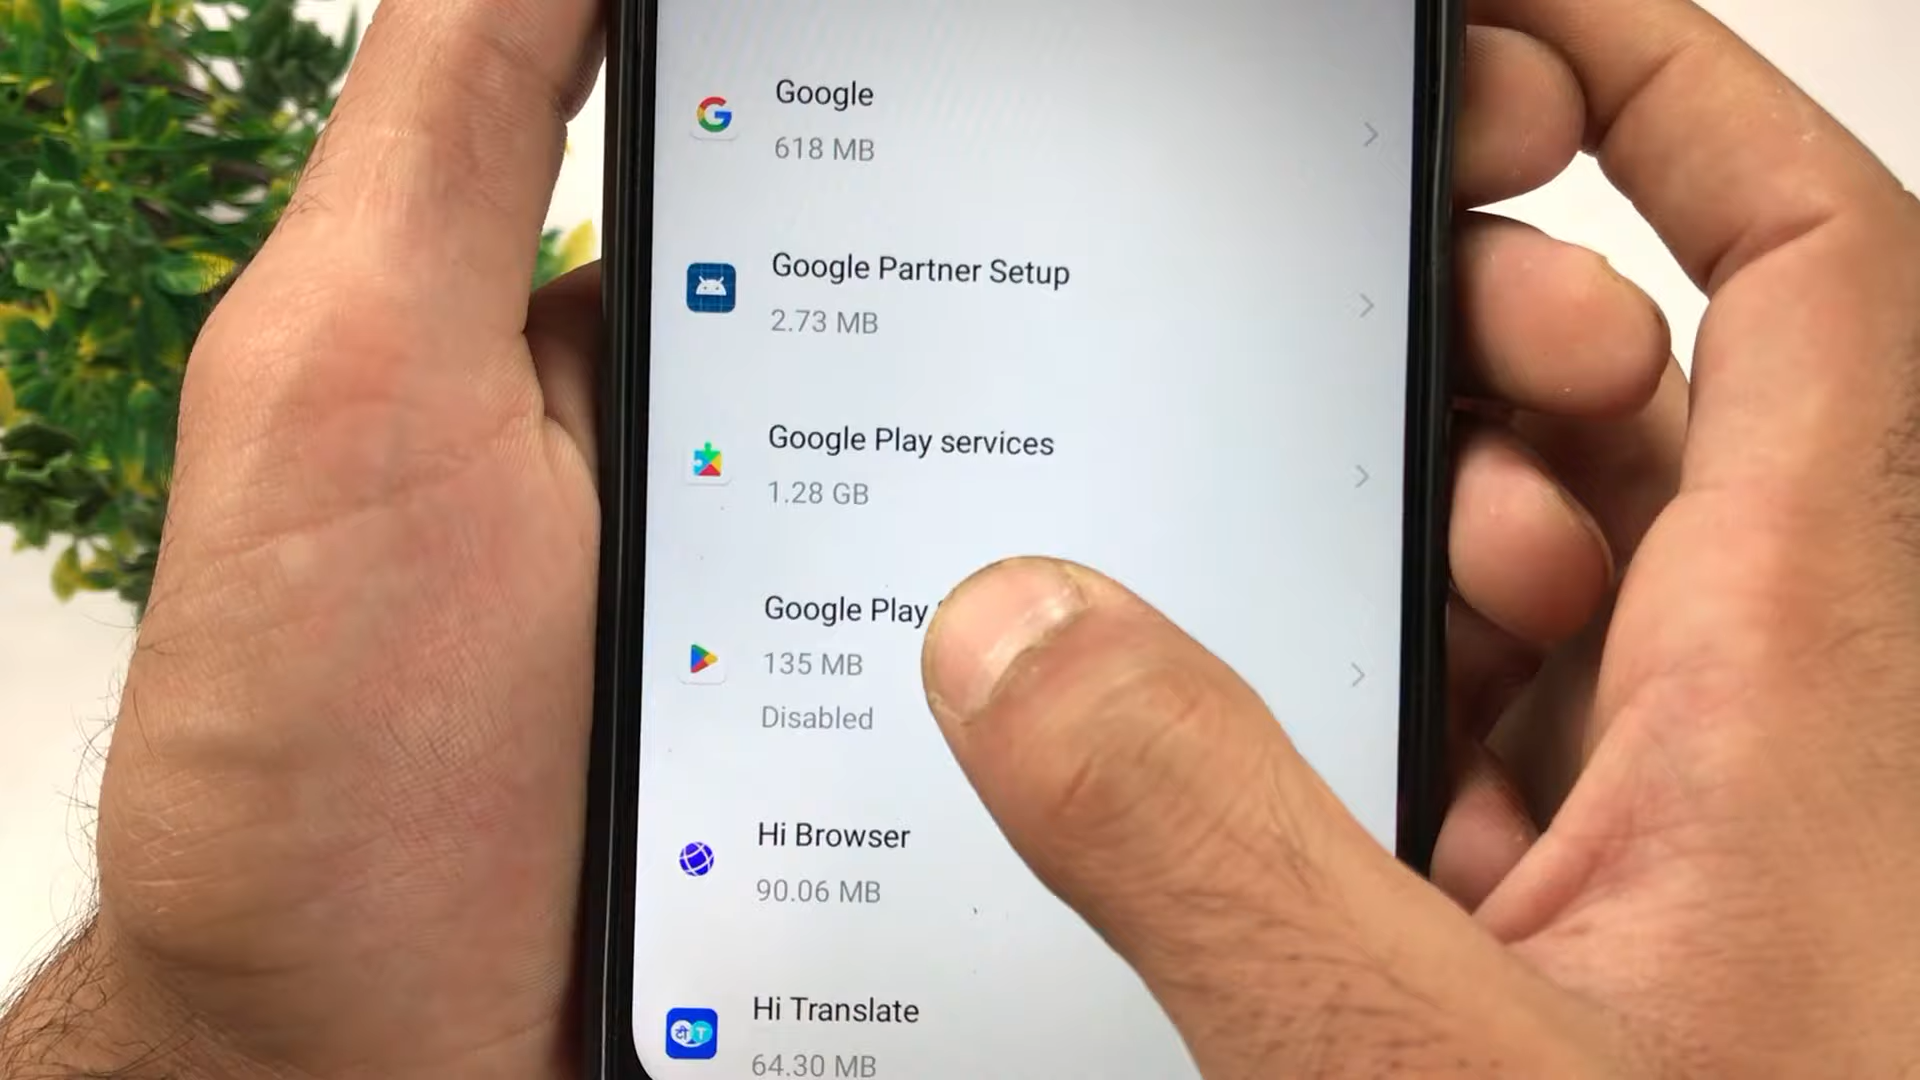 Google
618 MB
Google Partner Setup
2.73 MB
Google Play services
1.28 GB
Google Play
135 MB
Disabled
Hi Browser
90.06 MB
Hi Translate
64.30 MB